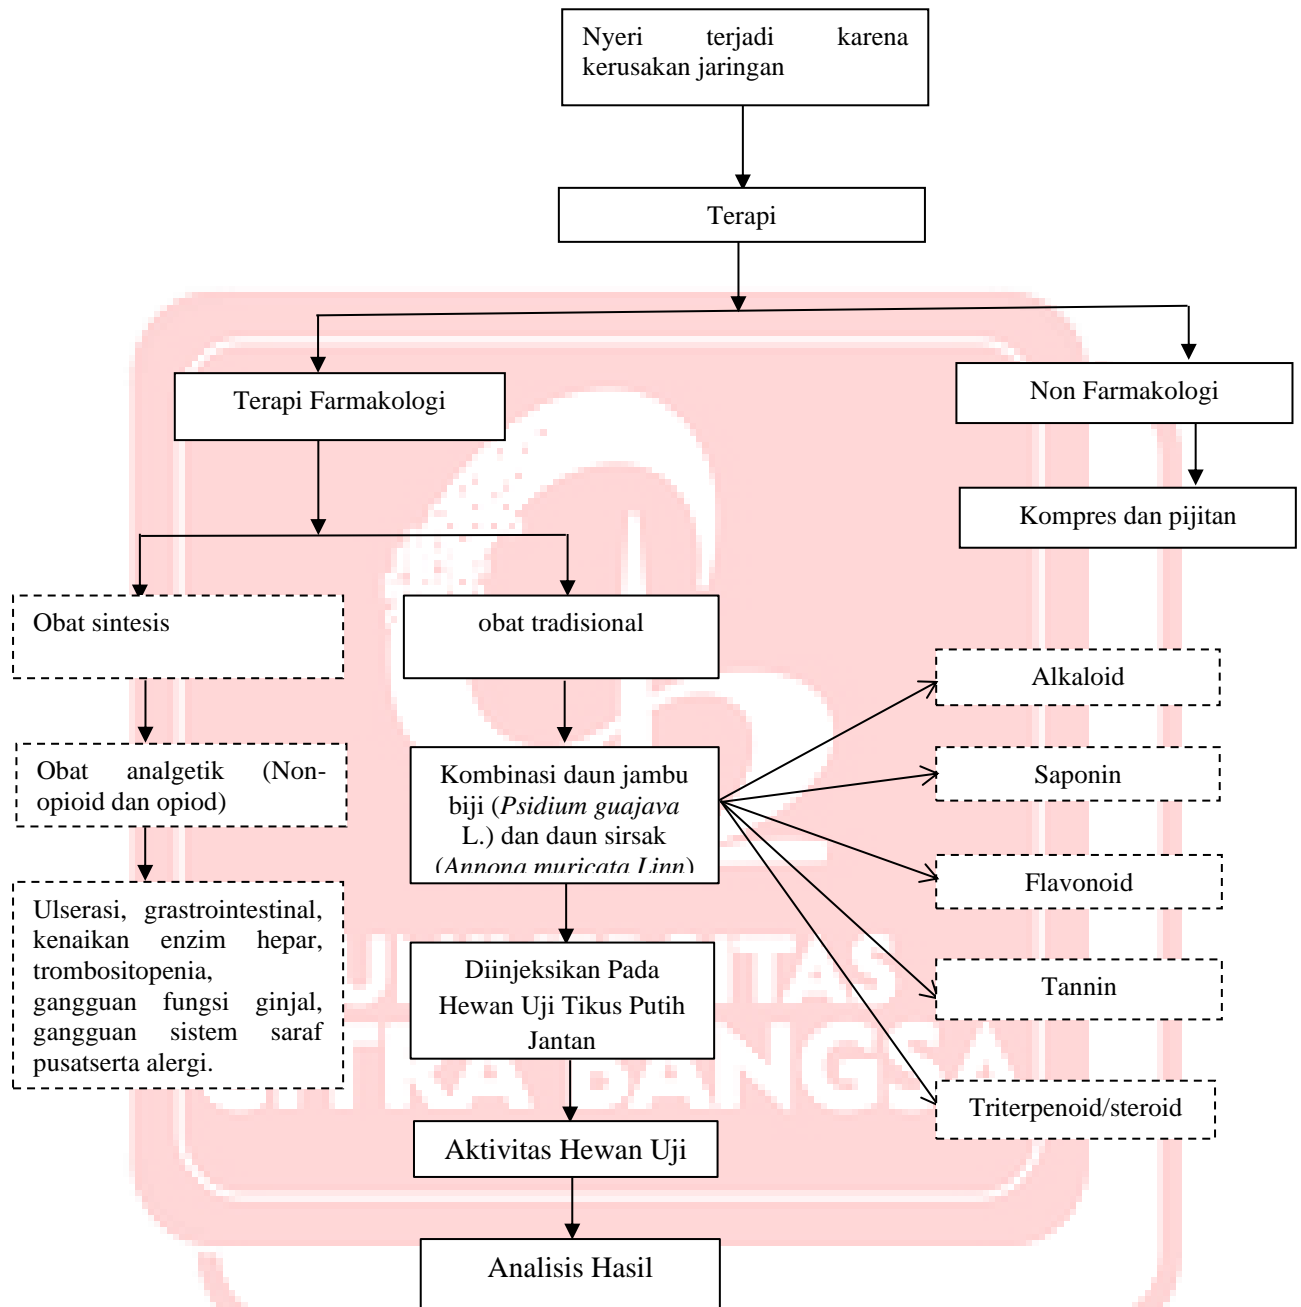 Nyeri terjadi karena
kerusakan jaringan
Terapi
Terapi Farmakologi
Non Farmakologi
Kompres dan pijitan
Obat sintesis
obat tradisional
Obat analgetik (Non-
opioid dan opiod)
Kombinasi daun jambu
biji (Psidium guajava
L.) dan daun sirsak
(Annona muricata Linn)
Alkaloid
Saponin
Flavonoid
Tannin
Triterpenoid/steroid
Ulserasi, grastrointestinal,
kenaikan enzim hepar,
trombositopenia,
gangguan fungsi ginjal,
gangguan sistem saraf
pusatserta alergi.
Diinjeksikan Pada
Hewan Uji Tikus Putih
Jantan
Aktivitas Hewan Uji
Analisis Hasil
BANGSA